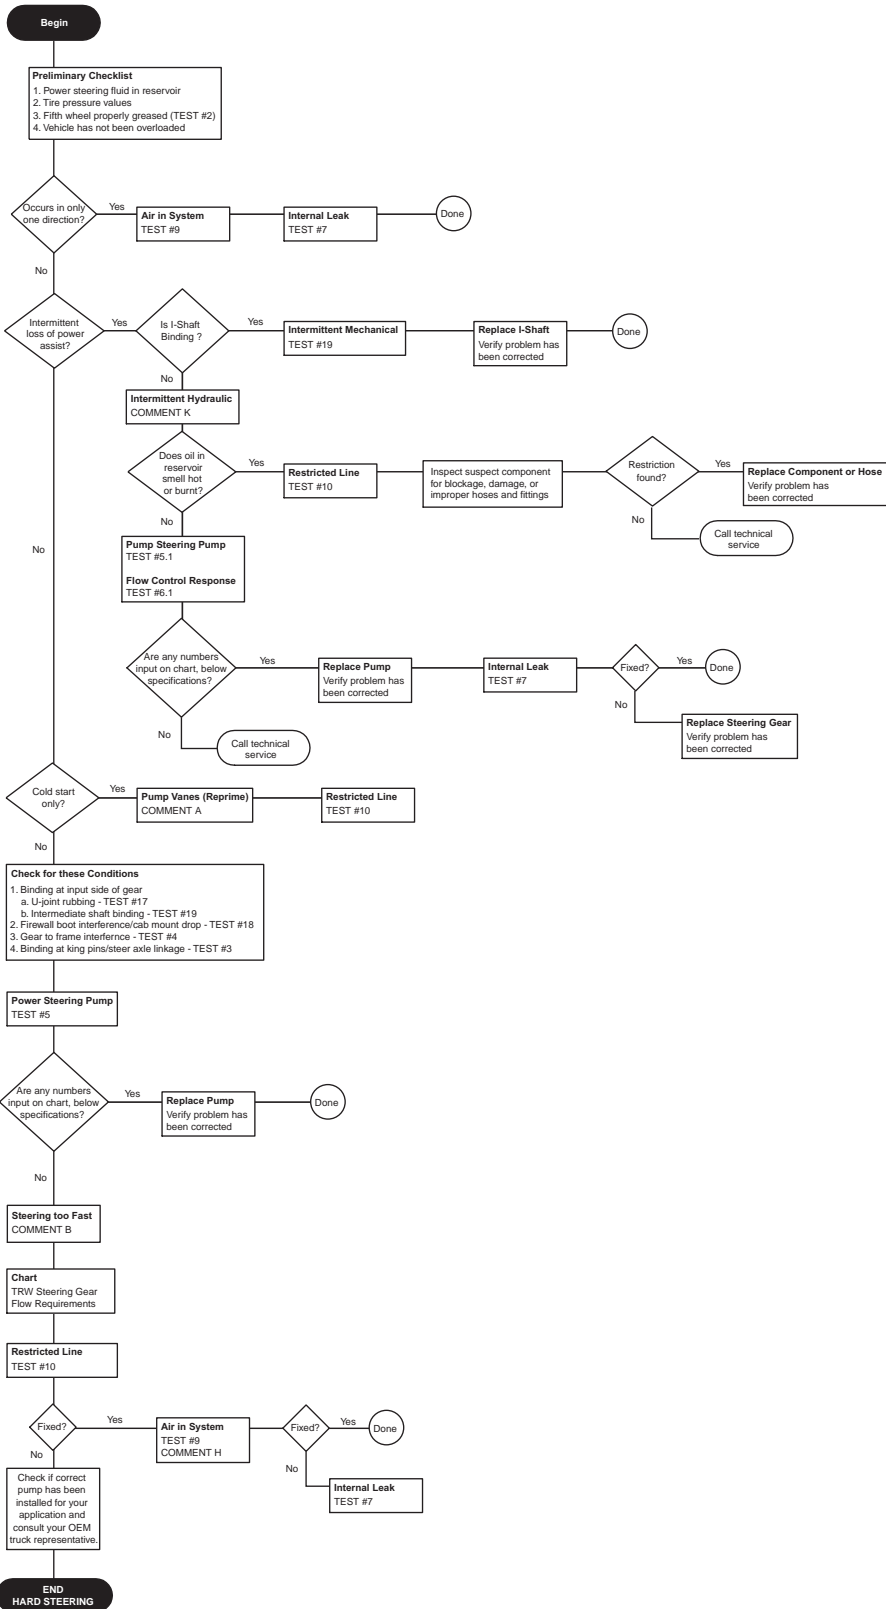 Begin
Preliminary Checklist
1. Power steering fluid in reservoir
2. Tire pressure values
3. Fifth wheel properly greased (TEST #2)
4. Vehicle has not been overloaded
Occurs in only
one direction?
Yes
Air in System
TEST #9
Internal Leak
TEST #7
Done
No
Intermittent
loss of power
assist?
Yes
Is I-Shaft
Binding ?
Yes
Intermittent Mechanical
TEST #19
Replace I-Shaft
Verify problem has
been corrected
Done
No
Intermittent Hydraulic
COMMENT K
Does oil in
reservoir
smell hot
or burnt?
Yes
Restricted Line
TEST #10
Inspect suspect component
for blockage, damage, or
improper hoses and fittings
Restriction
found?
Yes
Replace Component or Hose
Verify problem has
been corrected
No
Call technical
service
No
Pump Steering Pump
TEST #5.1
Flow Control Response
TEST #6.1
No
Are any numbers
input on chart, below
specifications?
Yes
Replace Pump
Verify problem has
been corrected
Internal Leak
TEST #7
Fixed?
Yes
Done
No
Replace Steering Gear
Verify problem has
been corrected
No
Call technical
service
Cold start
only?
Yes
Pump Vanes (Reprime)
COMMENT A
Restricted Line
TEST #10
No
Check for these Conditions
1. Binding at input side of gear
a. U-joint rubbing - TEST #17
b. Intermediate shaft binding - TEST #19
2. Firewall boot interference/cab mount drop - TEST #18
3. Gear to frame interfernce - TEST #4
4. Binding at king pins/steer axle linkage - TEST #3
Power Steering Pump
TEST #5
Are any numbers
input on chart, below
specifications?
Yes
Replace Pump
Verify problem has
been corrected
Done
No
Steering too Fast
COMMENT B
Chart
TRW Steering Gear
Flow Requirements
Restricted Line
TEST #10
Fixed?
Yes
Air in System
TEST #9
COMMENT H
Fixed?
Yes
Done
No
Internal Leak
TEST #7
No
Check if correct
pump has been
installed for your
application and
consult your OEM
truck representative.
END
HARD STEERING